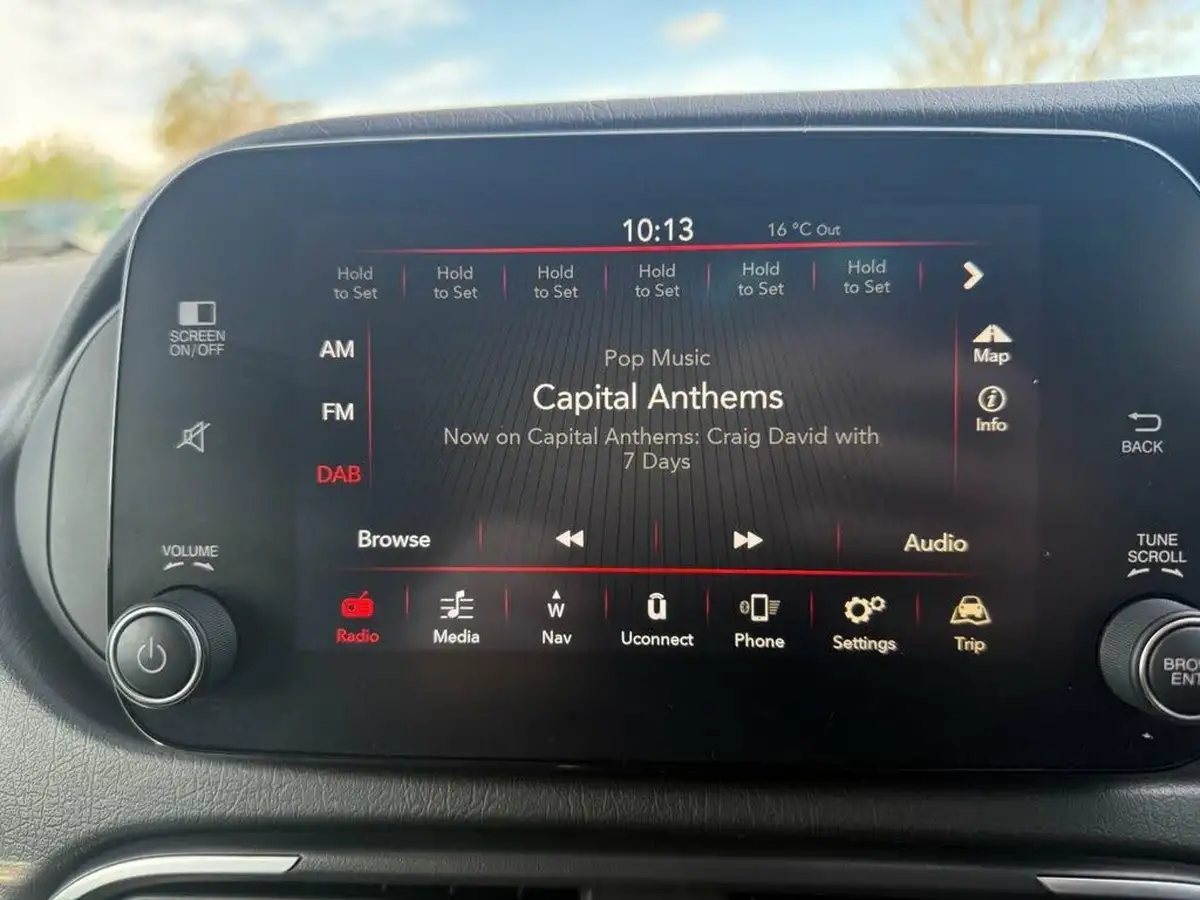 10:13
16 °C Out
Hold
to Set
Hold
to Set
Hold
to Set
Hold
to Set
Hold
to Set
Hold
to Set
SCREEN
ON/OFF
AM
FM
DAB
Pop Music
Capital Anthems
Now on Capital Anthems: Craig David with
7 Days
Map
i
Info
BACK
VOLUME
Browse
Audio
TUNE
SCROLL
Radio
Media
W
Nav
Uconnect
Phone
Settings
Trip